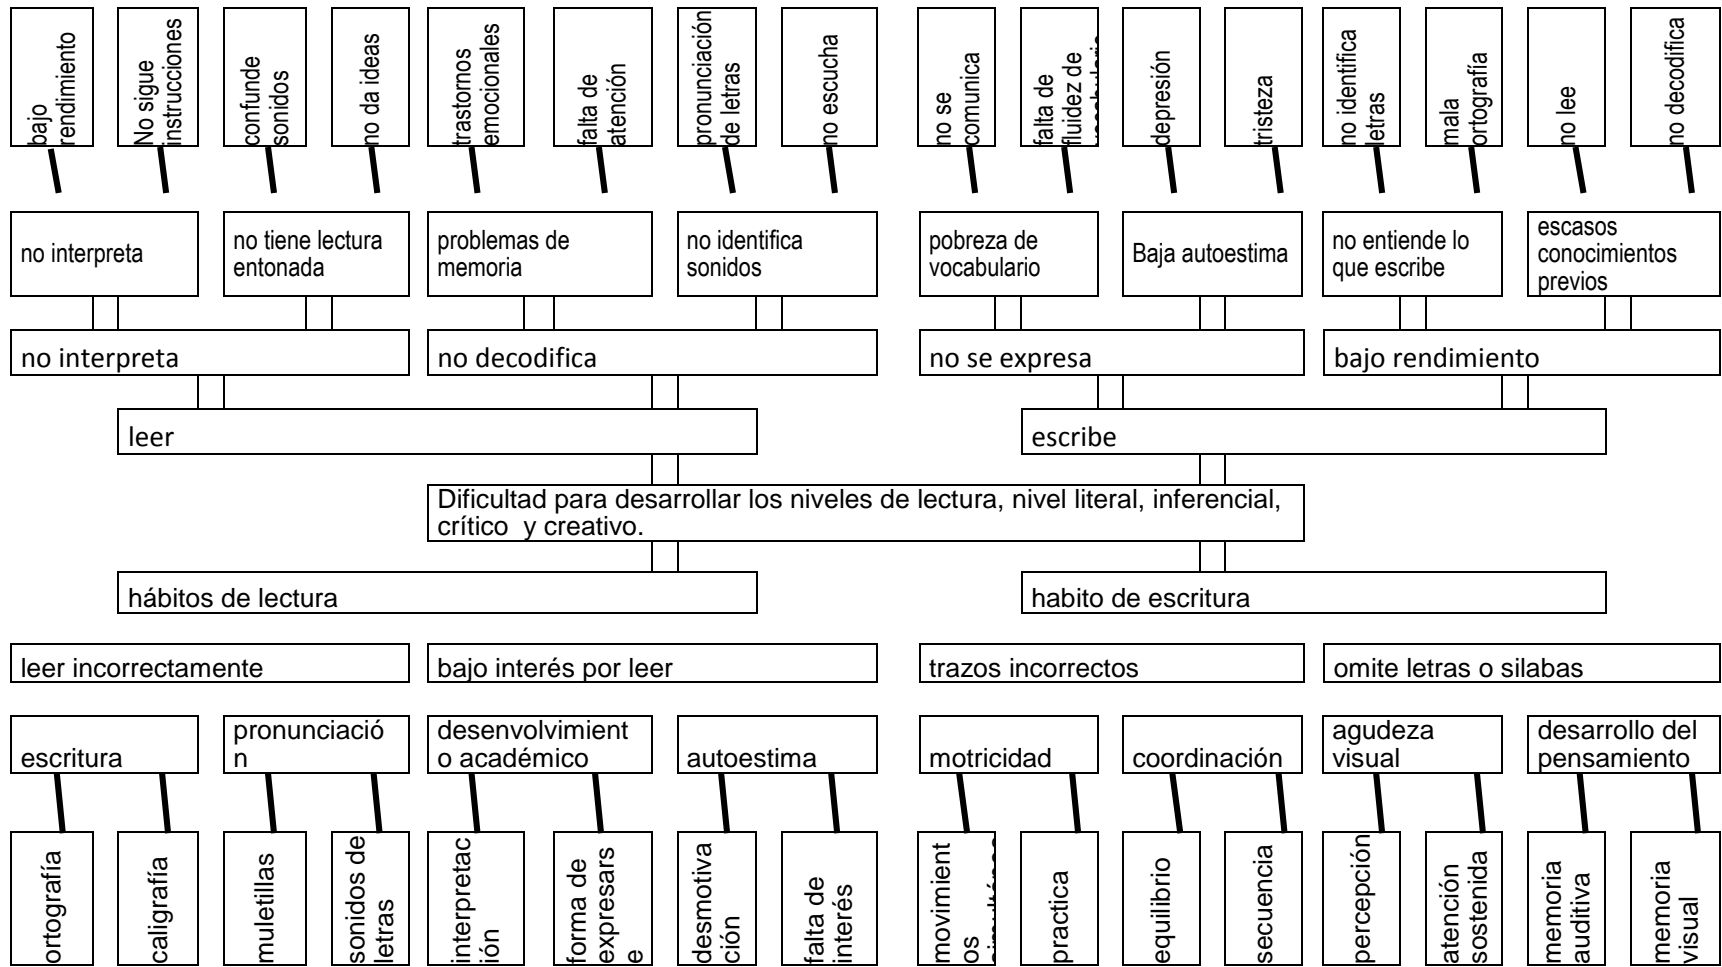 bajo
rendimiento
No sigue
instrucciones
confunde
sonidos
no da ideas
trastornos
emocionales
falta de
atención
pronunciación
de letras
no escucha
no se
comunica
falta de
fluidez de
depresión
tristeza
no identifica
letras
mala
ortografía
no lee
no decodifica
no interpreta
no tiene lectura
entonada
problemas de
memoria
no identifica
sonidos
pobreza de
vocabulario
Baja autoestima
no entiende lo
que escribe
escasos
conocimientos
previos
no interpreta
no decodifica
no se expresa
bajo rendimiento
leer
escribe
Dificultad para desarrollar los niveles de lectura, nivel literal, inferencial,
crítico y creativo.
hábitos de lectura
habito de escritura
leer incorrectamente
bajo interés por leer
trazos incorrectos
omite letras o silabas
escritura
pronunciació
n
desenvolvimient
o académico
autoestima
motricidad
coordinación
agudeza
visual
desarrollo del
pensamiento
ortografía
caligrafía
muletillas
sonidos de
letras
interpretac
ión
forma de
expresars
e
desmotiva
ción
falta de
interés
movimient
os
practica
equilibrio
secuencia
percepción
atención
sostenida
memoria
auditiva
memoria
visual